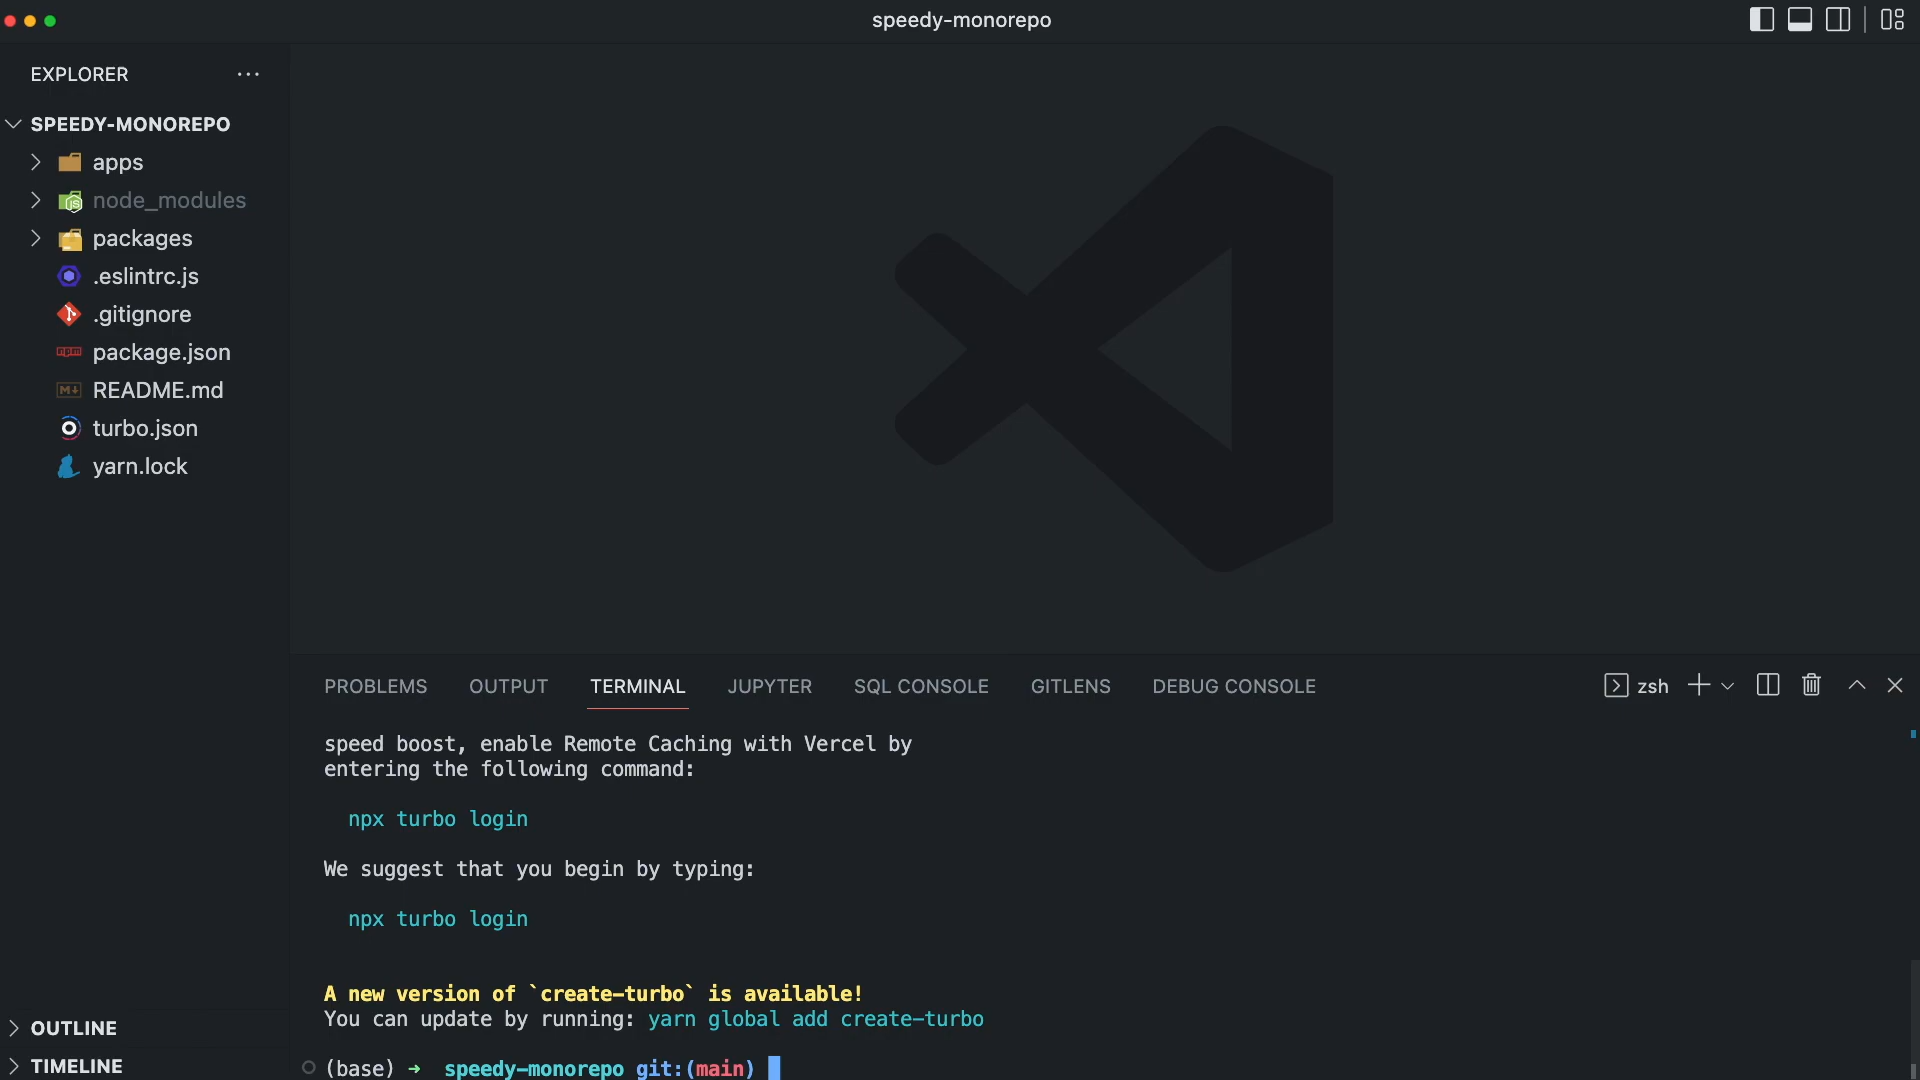 speedy-monorepo
EXPLORER
SPEEDY-MONOREPO
apps
node_modules
packages
.eslintrc.js
.gitignore
package.json
README.md
turbo.json
yarn.lock
OUTLINE
TIMELINE
PROBLEMS OUTPUT TERMINAL JUPYTER SQL CONSOLE GITLENS DEBUG CONSOLE zsh
speed boost, enable Remote Caching with Vercel by
entering the following command:
npx turbo login
We suggest that you begin by typing:
npx turbo login
A new version of `create-turbo` is available!
You can update by running: yarn global add create-turbo
(base) ➜ speedy-monorepo git:(main)